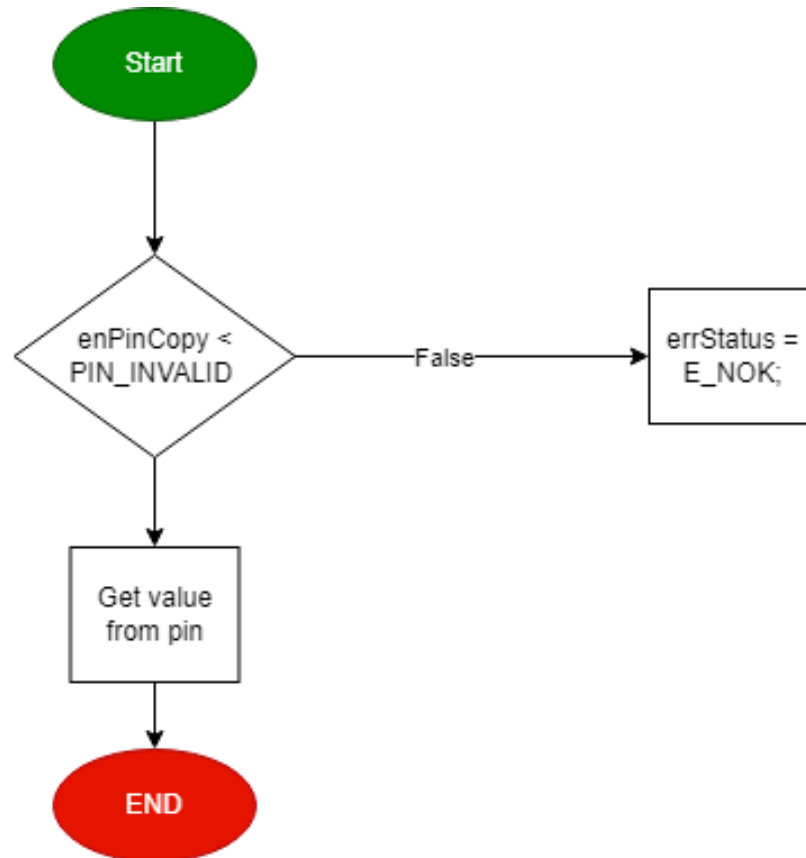 Start
enPinCopy <
PIN_INVALID
False
errStatus =
E_NOK;
Get value
from pin
END